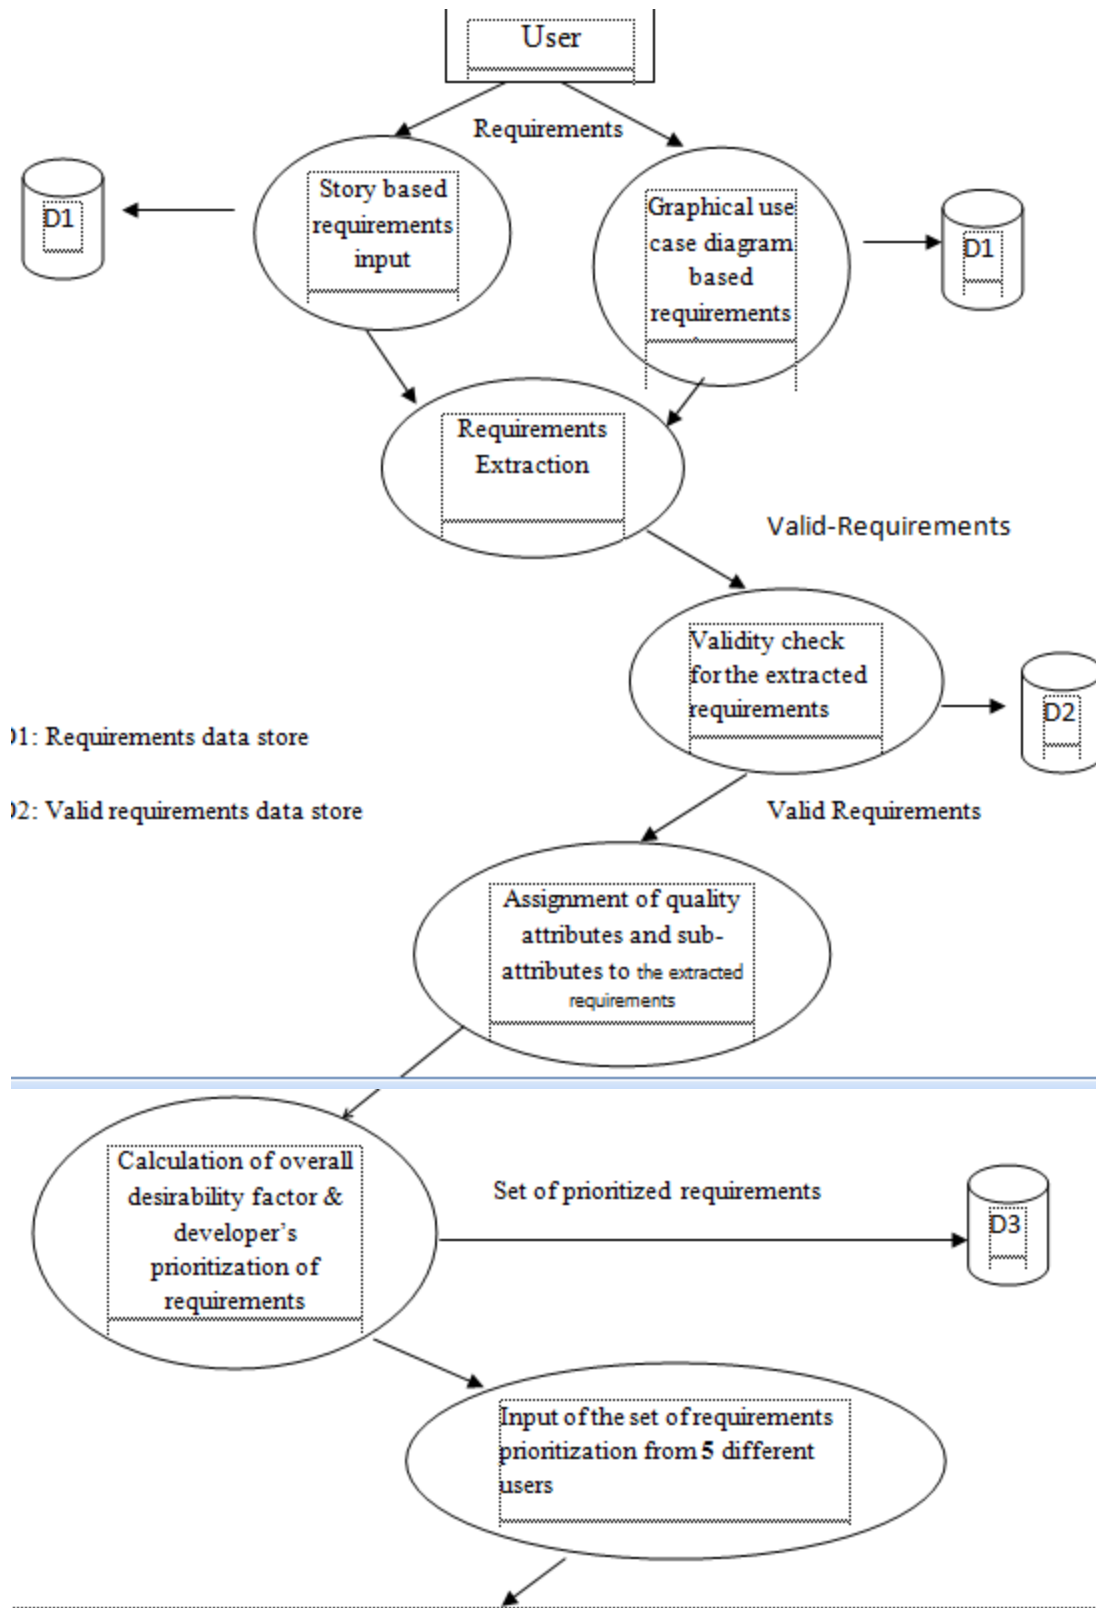 User
Requirements
Story based
requirements
input
D1
Graphical use
case diagram
based
requirements
D1
Requirements
Extraction
Valid-Requirements
Validity check
for the extracted
requirements
D2
D1: Requirements data store
D2: Valid requirements data store
Valid Requirements
Assignment of quality
attributes and sub-
attributes to the extracted
requirements
Calculation of overall
desirability factor &
developer's
prioritization of
requirements
Set of prioritized requirements
D3
Input of the set of requirements
prioritization from 5 different
users